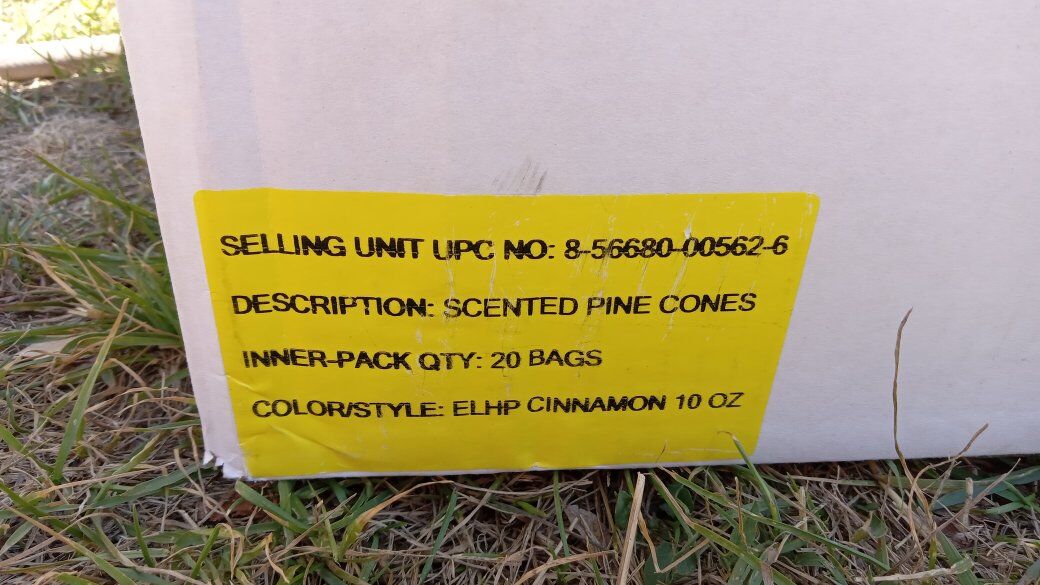 SELLING UNIT UPC NO: 8-56680-00562-6
DESCRIPTION: SCENTED PINE CONES
INNER-PACK QTY: 20 BAGS
COLOR/STYLE: ELHP CINNAMON 10 OZ